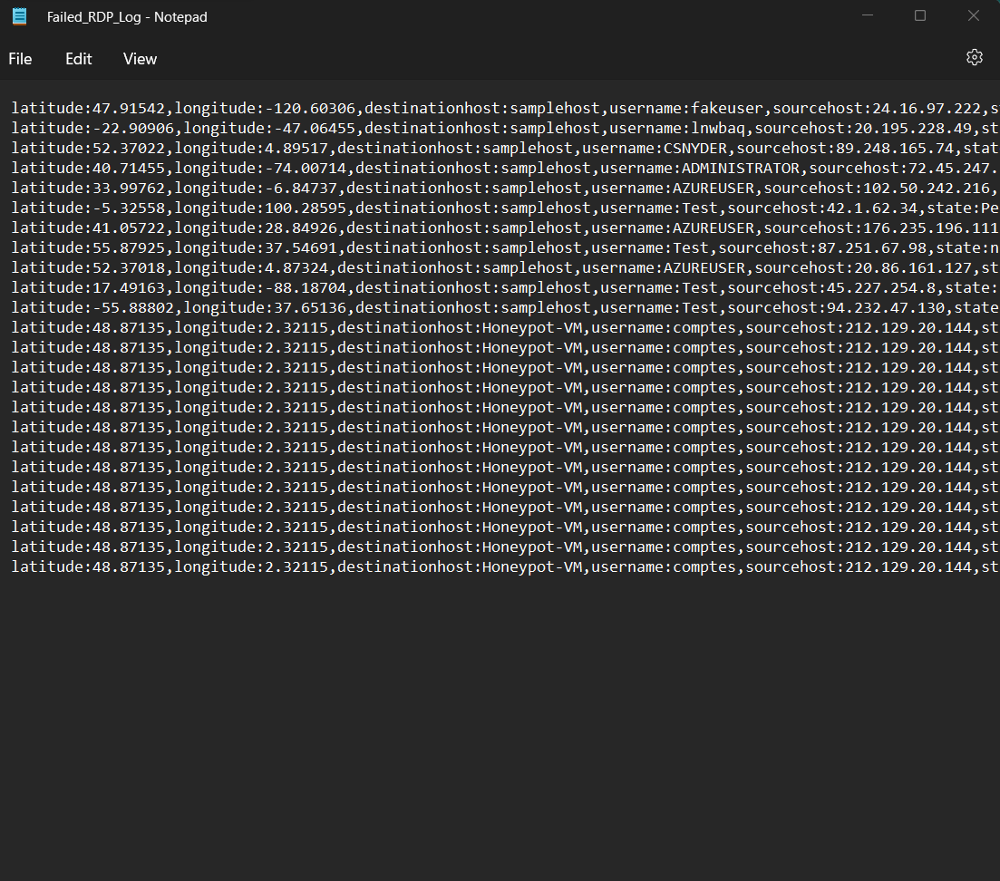 Failed_RDP_Log - Notepad
File Edit View
latitude:47.91542,longitude:-120.60306,destinationhost:samplehost,username:fakeuser,sourcehost:24.16.97.222,s
latitude:-22.90906,longitude:-47.06455,destinationhost:samplehost,username:lnwbaq,sourcehost:20.195.228.49,st
latitude:52.37022,longitude:4.89517,destinationhost:samplehost,username:CSNYDER,sourcehost:89.248.165.74,stat
latitude:40.71455,longitude:-74.00714,destinationhost:samplehost,username:ADMINISTRATOR,sourcehost:72.45.247.
latitude:33.99762,longitude:-6.84737,destinationhost:samplehost,username:AZUREUSER,sourcehost:102.50.242.216,
latitude:-5.32558,longitude:100.28595,destinationhost:samplehost,username:Test,sourcehost:42.1.62.34,state:Pe
latitude:41.05722,longitude:28.84926,destinationhost:samplehost,username:AZUREUSER,sourcehost:176.235.196.111
latitude:55.87925,longitude:37.54691,destinationhost:samplehost,username:Test,sourcehost:87.251.67.98,state:n
latitude:52.37018,longitude:4.87324,destinationhost:samplehost,username:AZUREUSER,sourcehost:20.86.161.127,st
latitude:17.49163,longitude:-88.18704,destinationhost:samplehost,username:Test,sourcehost:45.227.254.8,state:
latitude:-55.88802,longitude:37.65136,destinationhost:samplehost,username:Test,sourcehost:94.232.47.130,state
latitude:48.87135,longitude:2.32115,destinationhost:Honeypot-VM,username:comptes,sourcehost:212.129.20.144,st
latitude:48.87135,longitude:2.32115,destinationhost:Honeypot-VM,username:comptes,sourcehost:212.129.20.144,st
latitude:48.87135,longitude:2.32115,destinationhost:Honeypot-VM,username:comptes,sourcehost:212.129.20.144,st
latitude:48.87135,longitude:2.32115,destinationhost:Honeypot-VM,username:comptes,sourcehost:212.129.20.144,st
latitude:48.87135,longitude:2.32115,destinationhost:Honeypot-VM,username:comptes,sourcehost:212.129.20.144,st
latitude:48.87135,longitude:2.32115,destinationhost:Honeypot-VM,username:comptes,sourcehost:212.129.20.144,st
latitude:48.87135,longitude:2.32115,destinationhost:Honeypot-VM,username:comptes,sourcehost:212.129.20.144,st
latitude:48.87135,longitude:2.32115,destinationhost:Honeypot-VM,username:comptes,sourcehost:212.129.20.144,st
latitude:48.87135,longitude:2.32115,destinationhost:Honeypot-VM,username:comptes,sourcehost:212.129.20.144,st
latitude:48.87135,longitude:2.32115,destinationhost:Honeypot-VM,username:comptes,sourcehost:212.129.20.144,st
latitude:48.87135,longitude:2.32115,destinationhost:Honeypot-VM,username:comptes,sourcehost:212.129.20.144,st
latitude:48.87135,longitude:2.32115,destinationhost:Honeypot-VM,username:comptes,sourcehost:212.129.20.144,st
latitude:48.87135,longitude:2.32115,destinationhost:Honeypot-VM,username:comptes,sourcehost:212.129.20.144,st